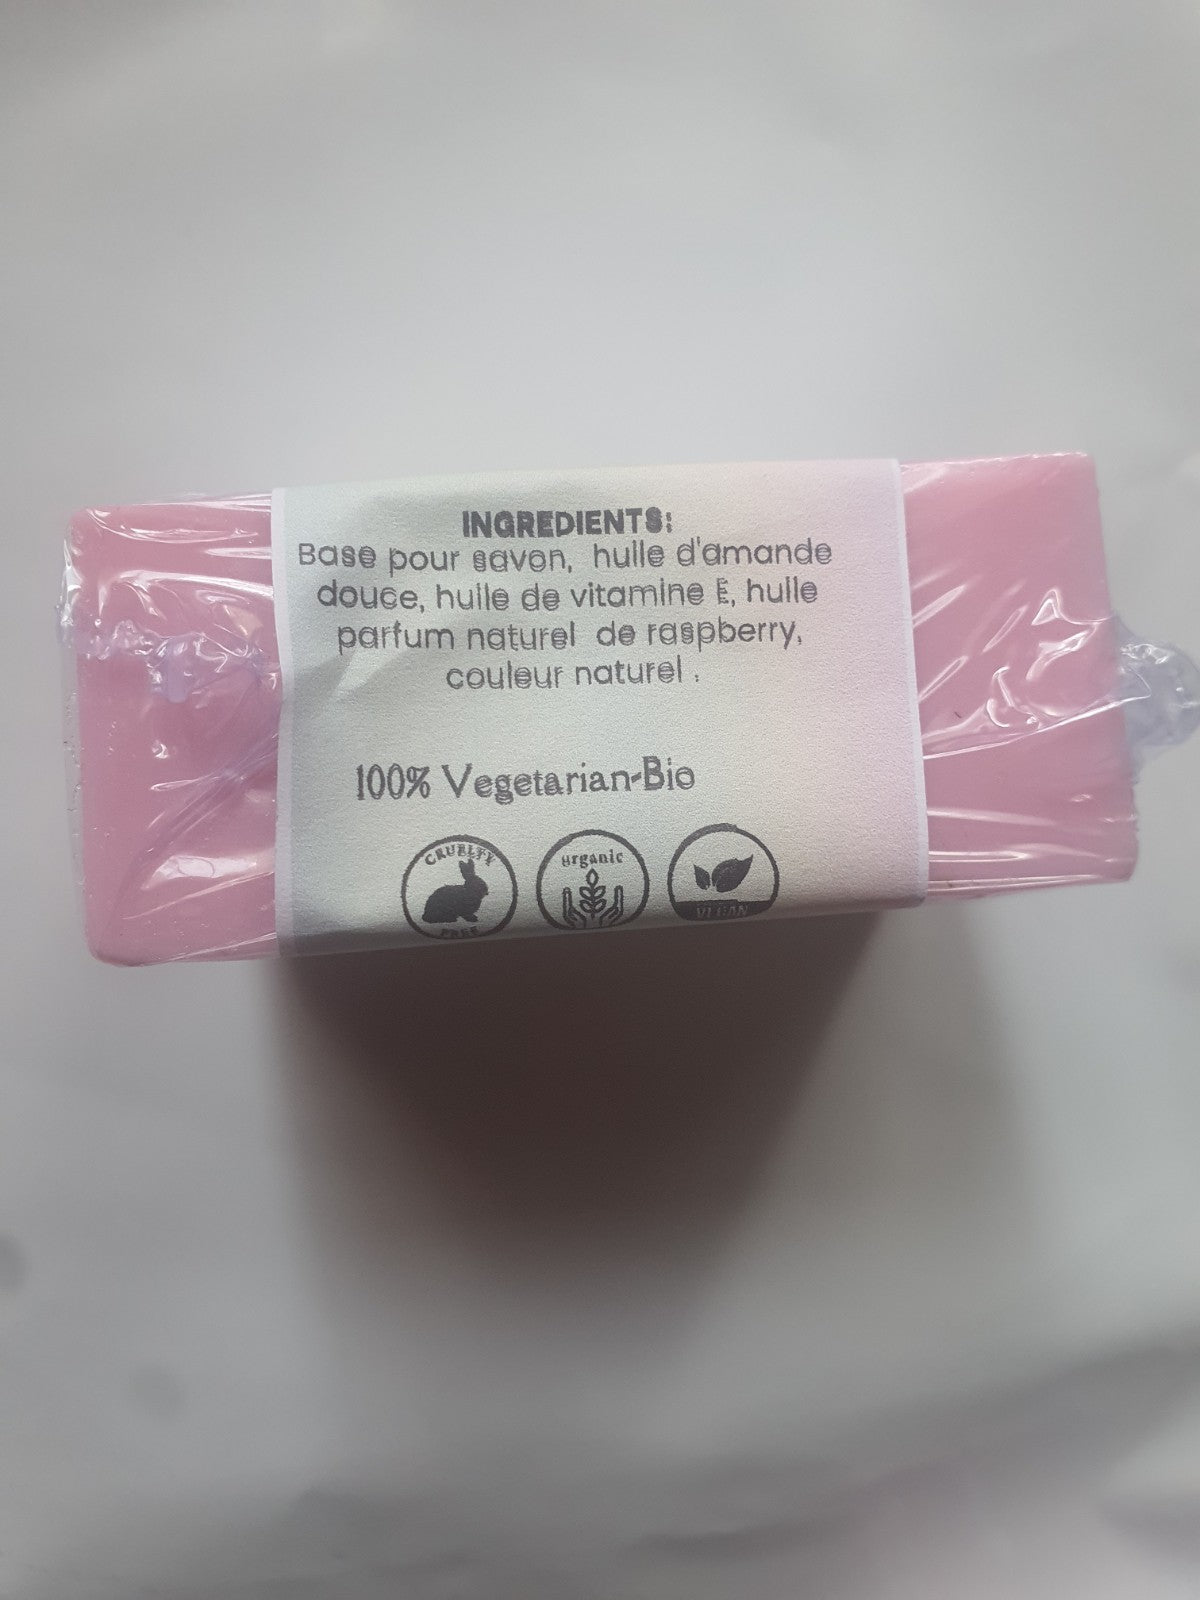 INGREDIENTS:
Base pour savon, huile d'amande
douce, huile de vitamine E, huile
parfum naturel de raspberry,
couleur naturel .
100% Vegetarian-Bio
CRUELTY
FREE
organic
VEGAN